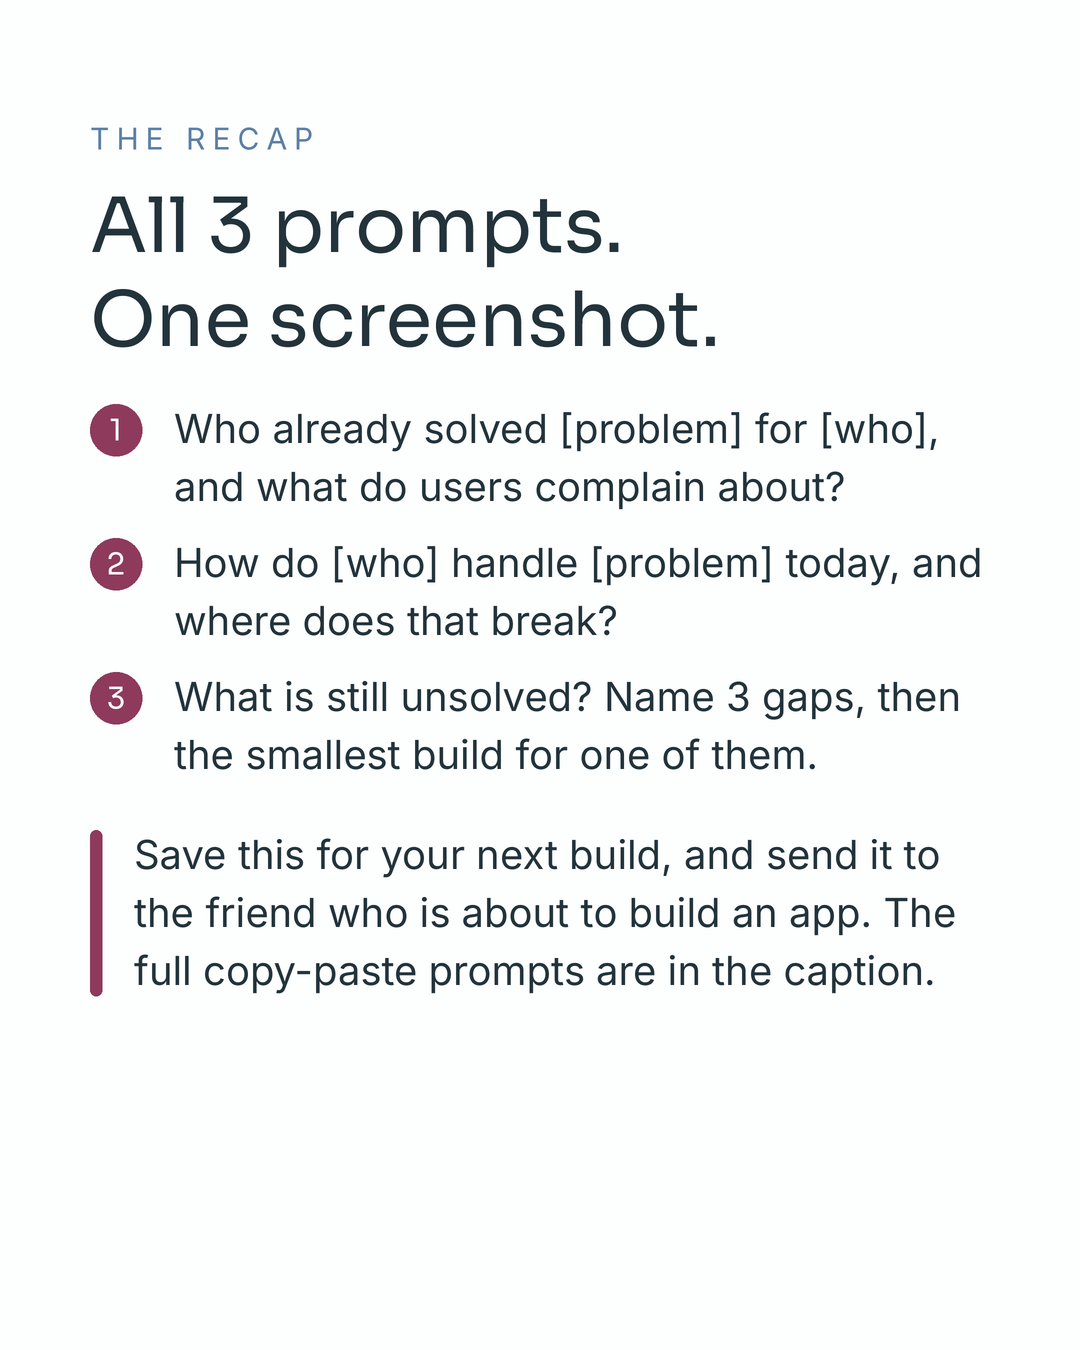 THE RECAP
All 3 prompts.
One screenshot.
1 Who already solved [problem] for [who],
and what do users complain about?
2 How do [who] handle [problem] today, and
where does that break?
3 What is still unsolved? Name 3 gaps, then
the smallest build for one of them.
Save this for your next build, and send it to
the friend who is about to build an app. The
full copy-paste prompts are in the caption.